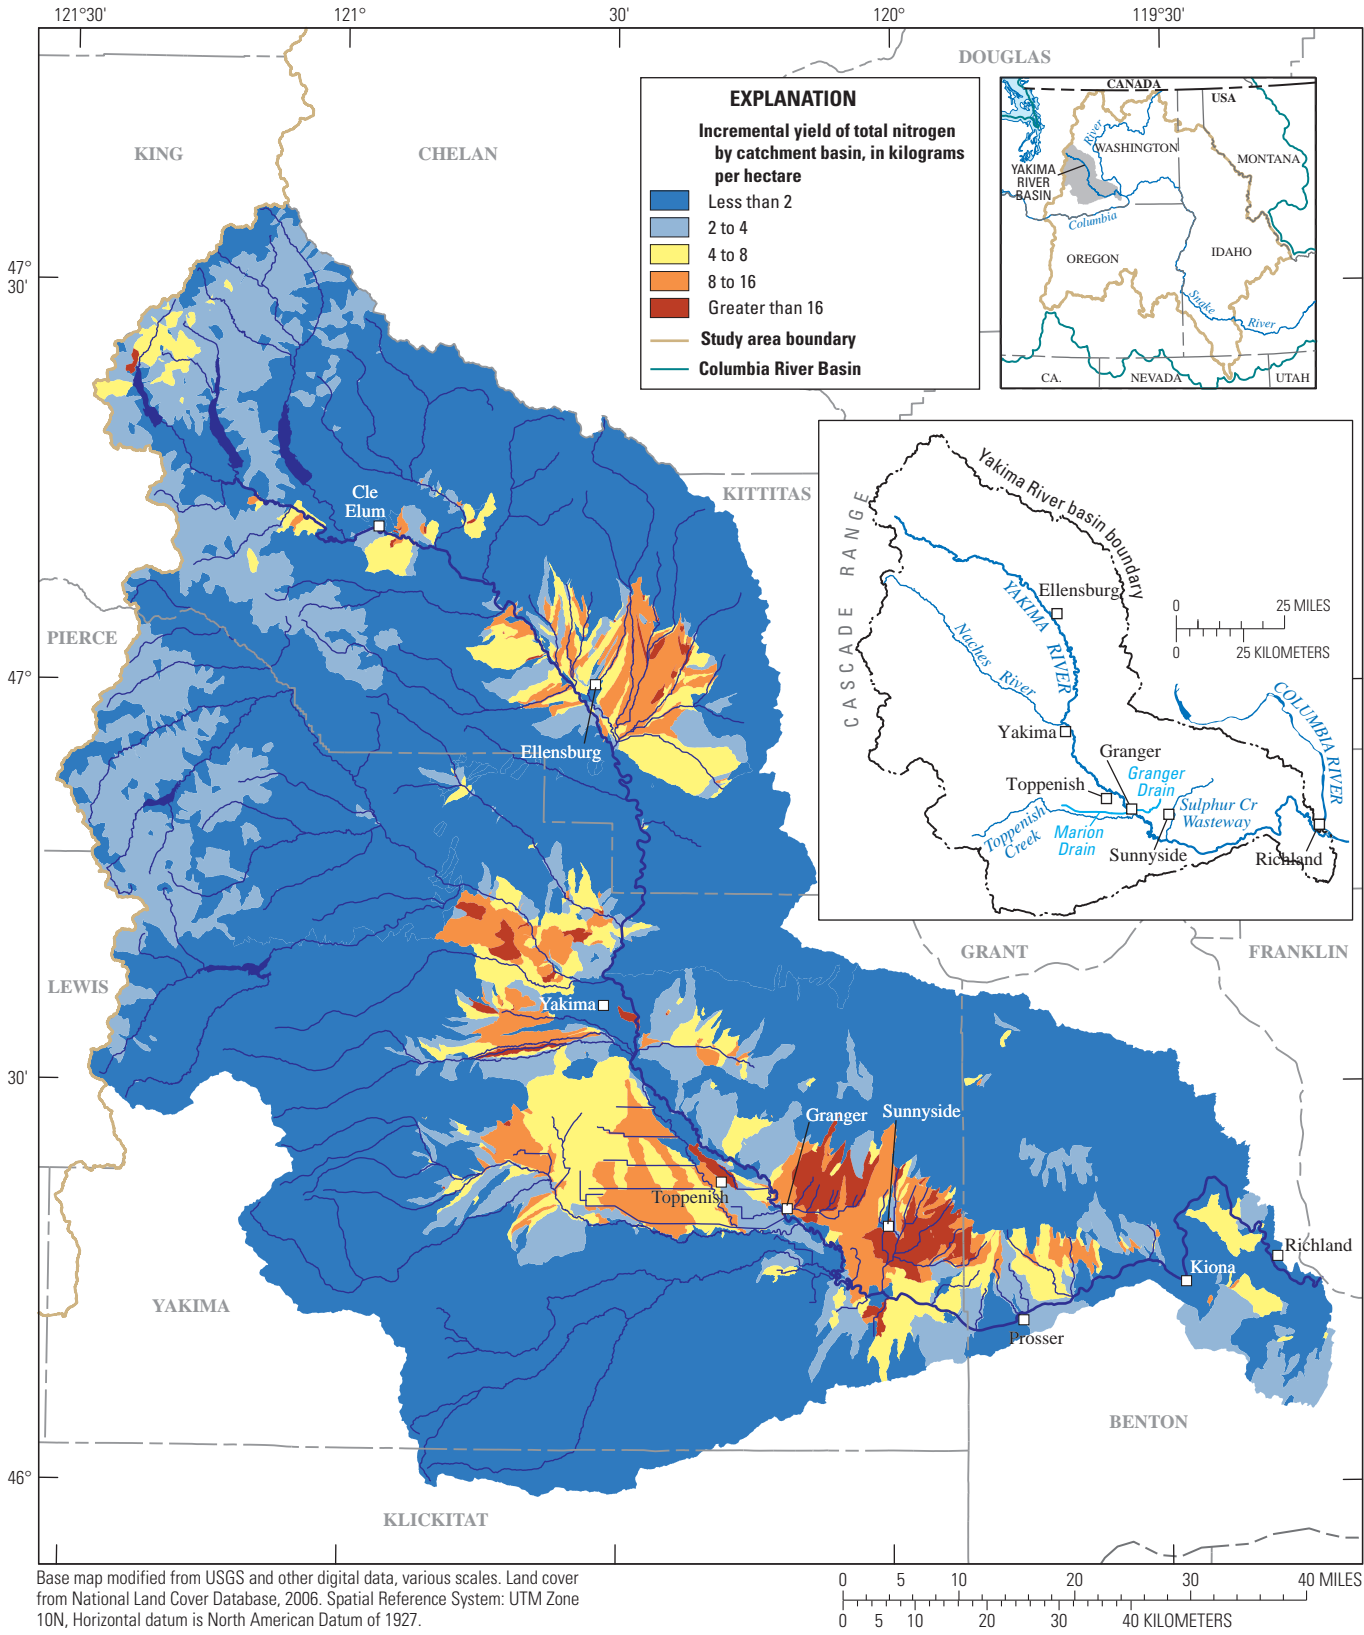 121°30'
121°
30'
120°
119°30'
47°
30'
47°
30'
46°
DOUGLAS
KING
CHELAN
KITTITAS
PIERCE
LEWIS
GRANT
FRANKLIN
YAKIMA
BENTON
KLICKITAT
EXPLANATION
Incremental yield of total nitrogen
by catchment basin, in kilograms
per hectare
Less than 2
2 to 4
4 to 8
8 to 16
Greater than 16
Study area boundary
Columbia River Basin
CANADA
USA
River
WASHINGTON
MONTANA
YAKIMA
RIVER
BASIN
Columbia
OREGON
IDAHO
Snake
River
CA.
NEVADA
UTAH
Yakima River basin boundary
CASCADE RANGE
Ellensburg
YAKIMA RIVER
Naches River
0 25 MILES
0 25 KILOMETERS
COLUMBIA RIVER
Yakima
Granger
Toppenish
Granger
Drain
Sulphur Cr
Wasteway
Toppenish
Creek
Marion
Drain
Sunnyside
Richland
Cle
Elum
Ellensburg
Yakima
Granger
Sunnyside
Toppenish
Richland
Kiona
Prosser
Base map modified from USGS and other digital data, various scales. Land cover
from National Land Cover Database, 2006. Spatial Reference System: UTM Zone
10N, Horizontal datum is North American Datum of 1927.
0 5 10 20 30 40 MILES
0 5 10 20 30 40 KILOMETERS